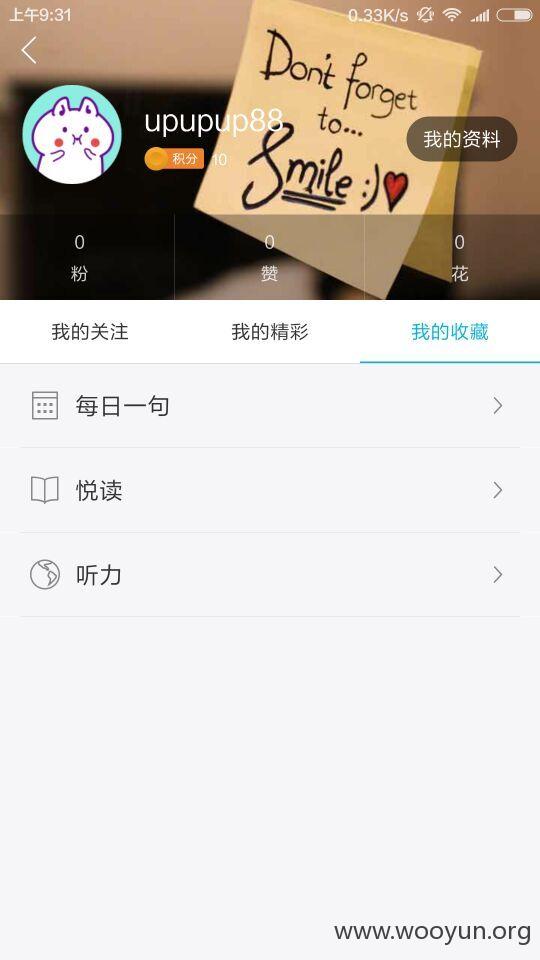 上午9:31
0.33K/s
Don't forget
to...
Smile :)
upupup88
积分 10
我的资料
0
0
0
粉
赞
花
我的关注
我的精彩
我的收藏
每日一句
悦读
听力
www.wooyun.org